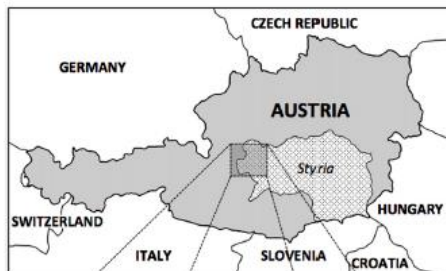 CZECH REPUBLIC
GERMANY
AUSTRIA
Styria
SWITZERLAND
HUNGARY
ITALY
SLOVENIA
CROATIA